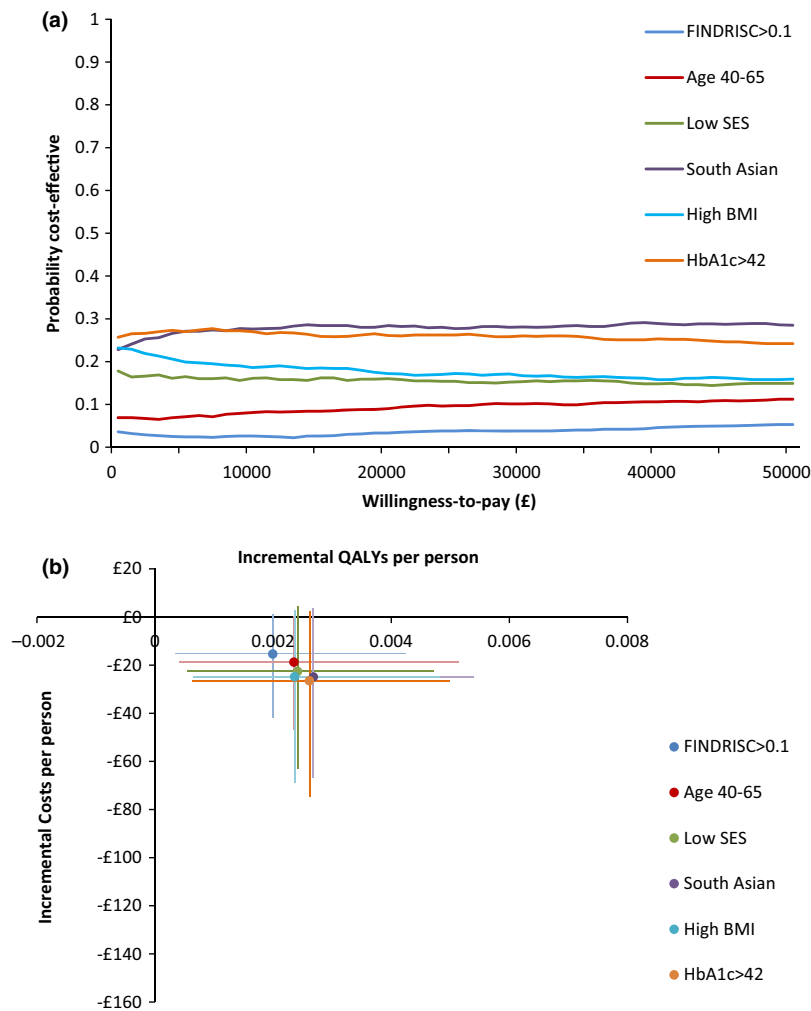 (a)
1
0.9
0.8
0.7
0.6
0.5
0.4
0.3
0.2
0.1
0
Probability cost-effective
0 10000 20000 30000 40000 50000
Willingness-to-pay (£)
FINDRISC>0.1
Age 40-65
Low SES
South Asian
High BMI
HbA1c>42
(b)
Incremental QALYs per person
£20
£0
-£20
-£40
-£60
-£80
-£100
-£120
-£140
-£160
−0.002 0 0.002 0.004 0.006 0.008
Incremental Costs per person
FINDRISC>0.1
Age 40-65
Low SES
South Asian
High BMI
HbA1c>42